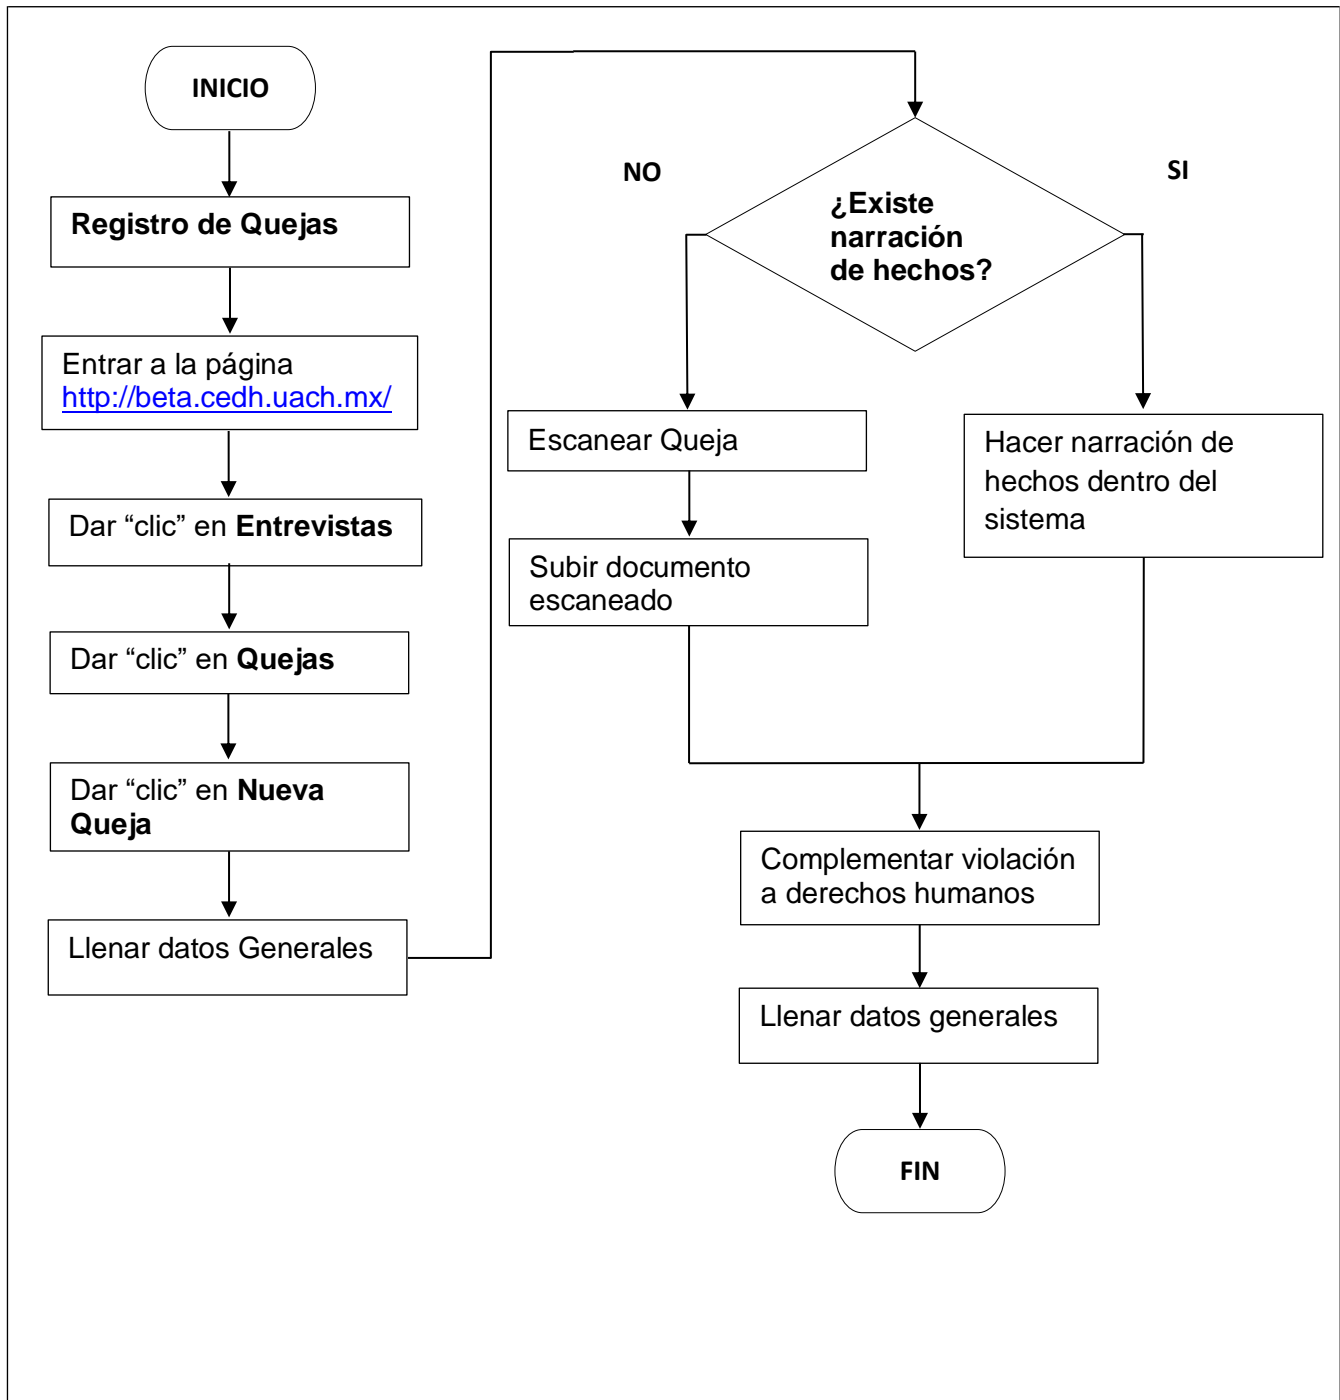 INICIO
Registro de Quejas
Entrar a la página
http://beta.cedh.uach.mx/
Dar “clic” en Entrevistas
Dar “clic” en Quejas
Dar “clic” en Nueva
Queja
Llenar datos Generales
¿Existe
narración
de hechos?
NO
SI
Escanear Queja
Subir documento
escaneado
Hacer narración de
hechos dentro del
sistema
Complementar violación
a derechos humanos
Llenar datos generales
FIN